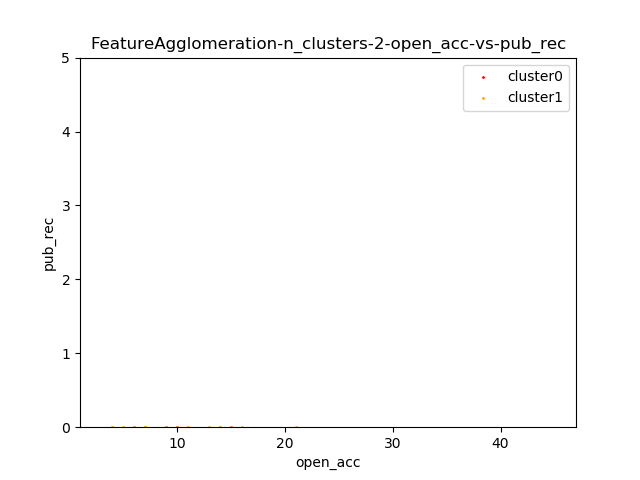 FeatureAgglomeration-n_clusters-2-open_acc-vs-pub_rec
cluster0
cluster1
5
4
3
2
1
0
pub_rec
10 20 30 40
open_acc